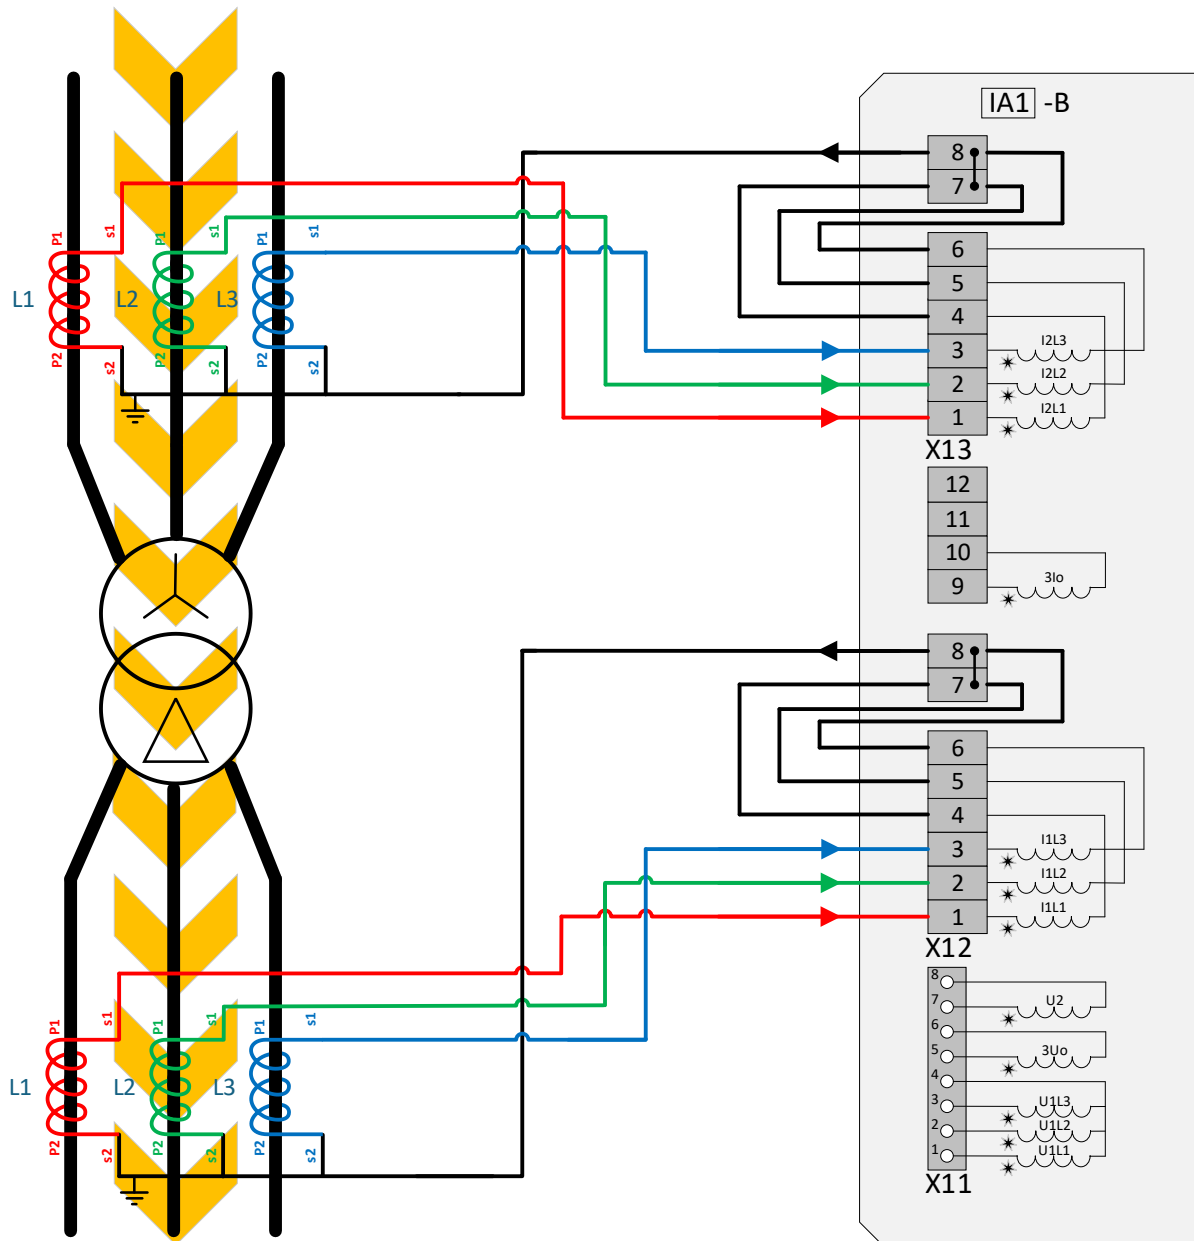 IA1 -B
8
7
P1 s1 P1 s1 P1 s1
L1 L2 L3
P2 s2 P2 s2 P2 s2
6
5
4
3 I2L3
2 I2L2
1 I2L1
X13
12
11
10
9 3Io
8
7
6
5
4
3 I1L3
2 I1L2
1 I1L1
X12
P1 s1 P1 s1 P1 s1
L1 L2 L3
P2 s2 P2 s2 P2 s2
8
7 U2
6
5 3Uo
4
3 U1L3
2 U1L2
1 U1L1
X11